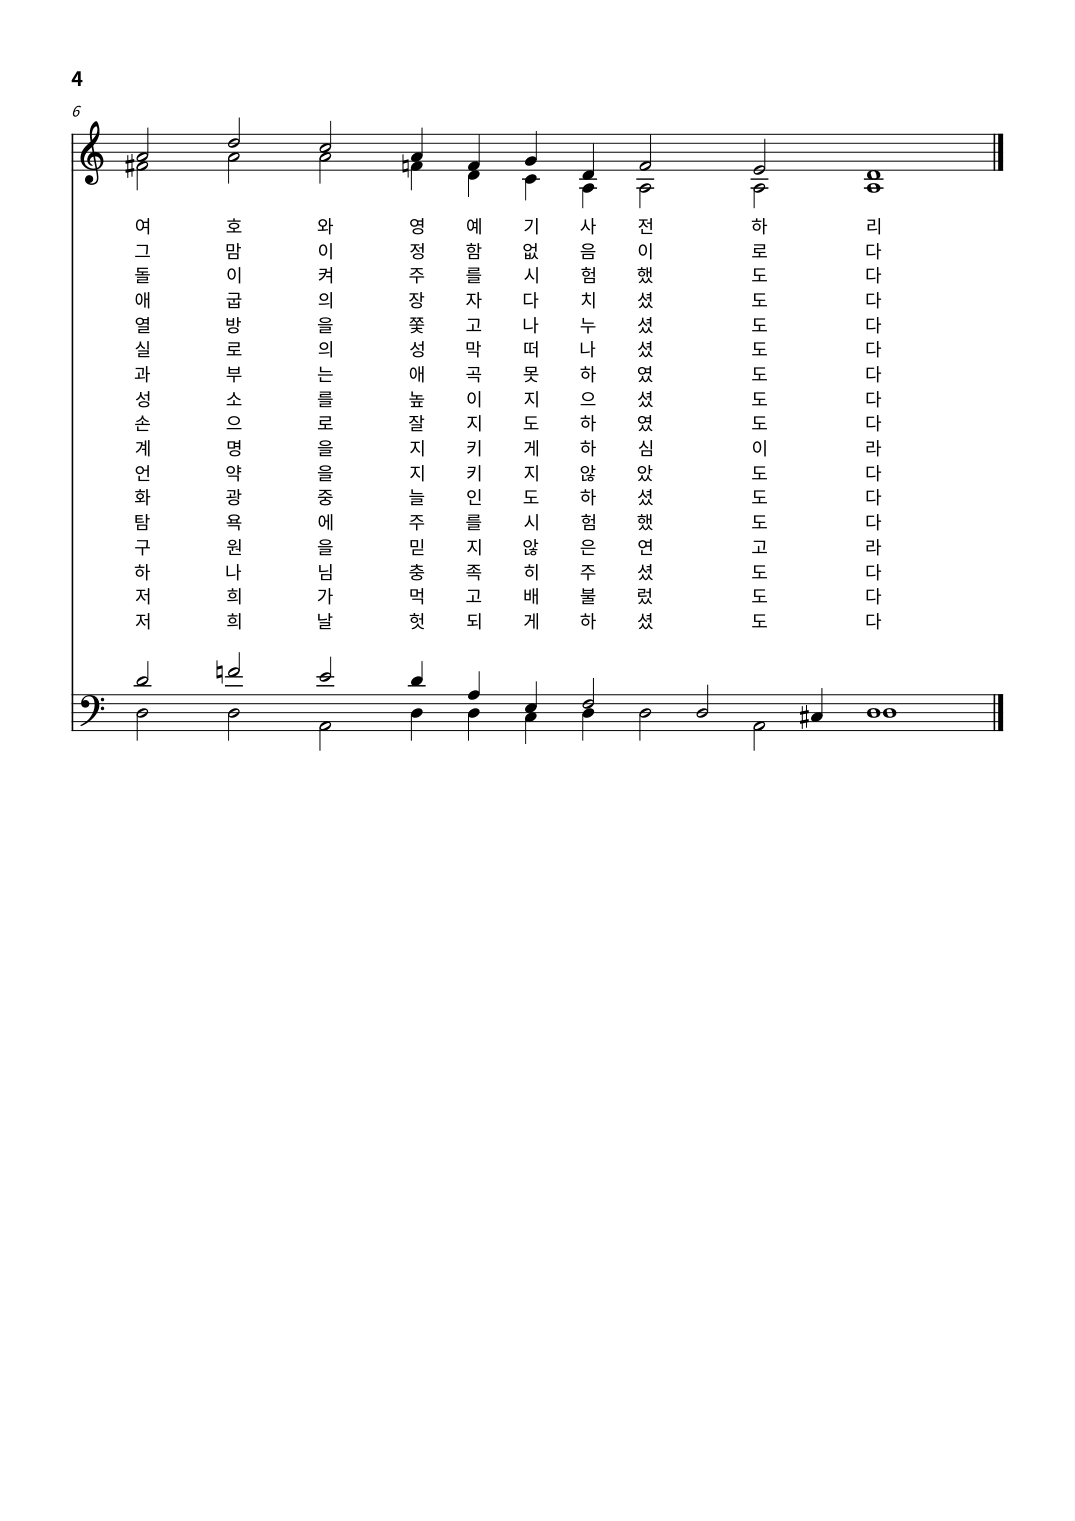 4
6
여 호 와 영 예 기 사 전 하 리
그 맘 이 정 함 없 음 이 로 다
돌 이 켜 주 를 시 험 했 도 다
애 굽 의 장 자 다 치 셨 도 다
열 방 을 쫓 고 나 누 셨 도 다
실 로 의 성 막 떠 나 셨 도 다
과 부 는 애 곡 못 하 였 도 다
성 소 를 높 이 지 으 셨 도 다
손 으 로 잘 지 도 하 였 도 다
계 명 을 지 키 게 하 심 이 라
언 약 을 지 키 지 않 았 도 다
화 광 중 늘 인 도 하 셨 도 다
탐 욕 에 주 를 시 험 했 도 다
구 원 을 믿 지 않 은 연 고 라
하 나 님 충 족 히 주 셨 도 다
저 희 가 먹 고 배 불 렀 도 다
저 희 날 헛 되 게 하 셨 도 다